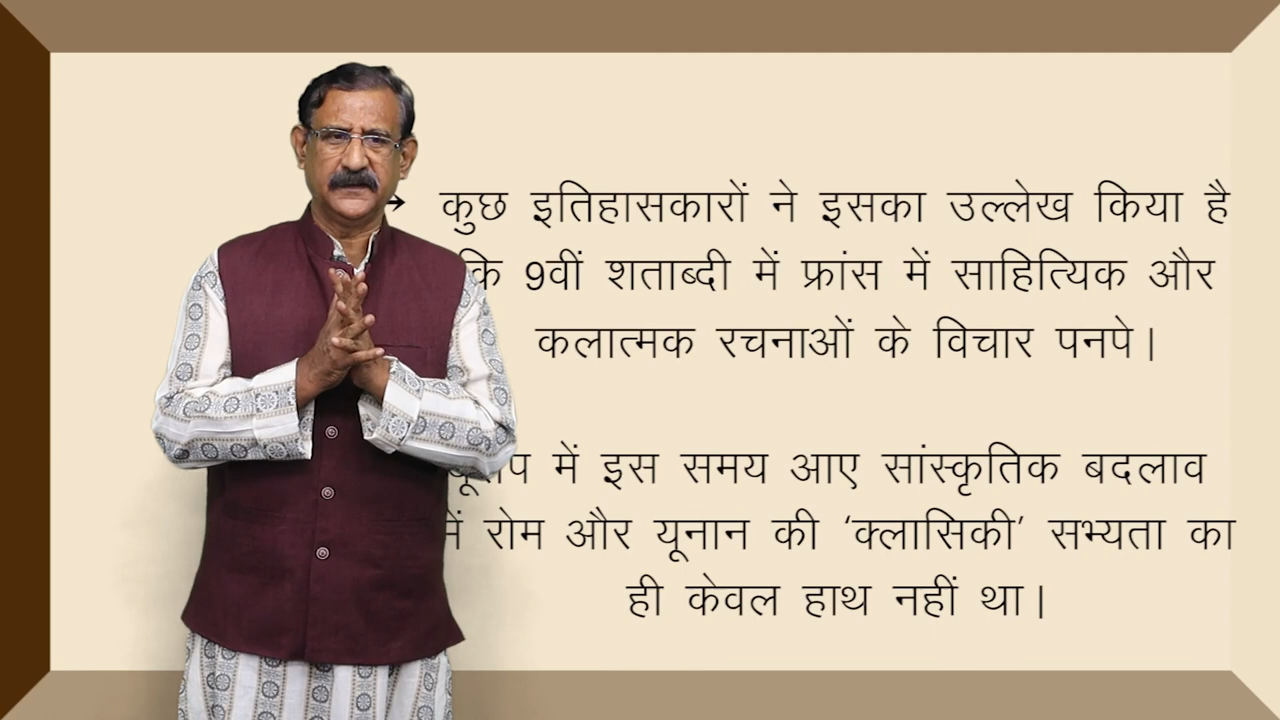 → कुछ इतिहासकारों ने इसका उल्लेख किया है
कि 9वीं शताब्दी में फ्रांस में साहित्यिक और
कलात्मक रचनाओं के विचार पनपे।
में इस समय आए सांस्कृतिक बदलाव
में रोम और यूनान की ‘क्लासिकी’ सभ्यता का
ही केवल हाथ नहीं था।